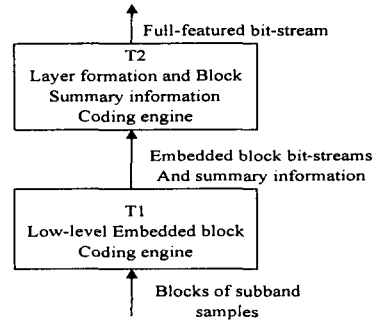 Full-featured bit-stream
T2
Layer formation and Block
Summary information
Coding engine
Embedded block bit-streams
And summary information
T1
Low-level Embedded block
Coding engine
Blocks of subband
samples